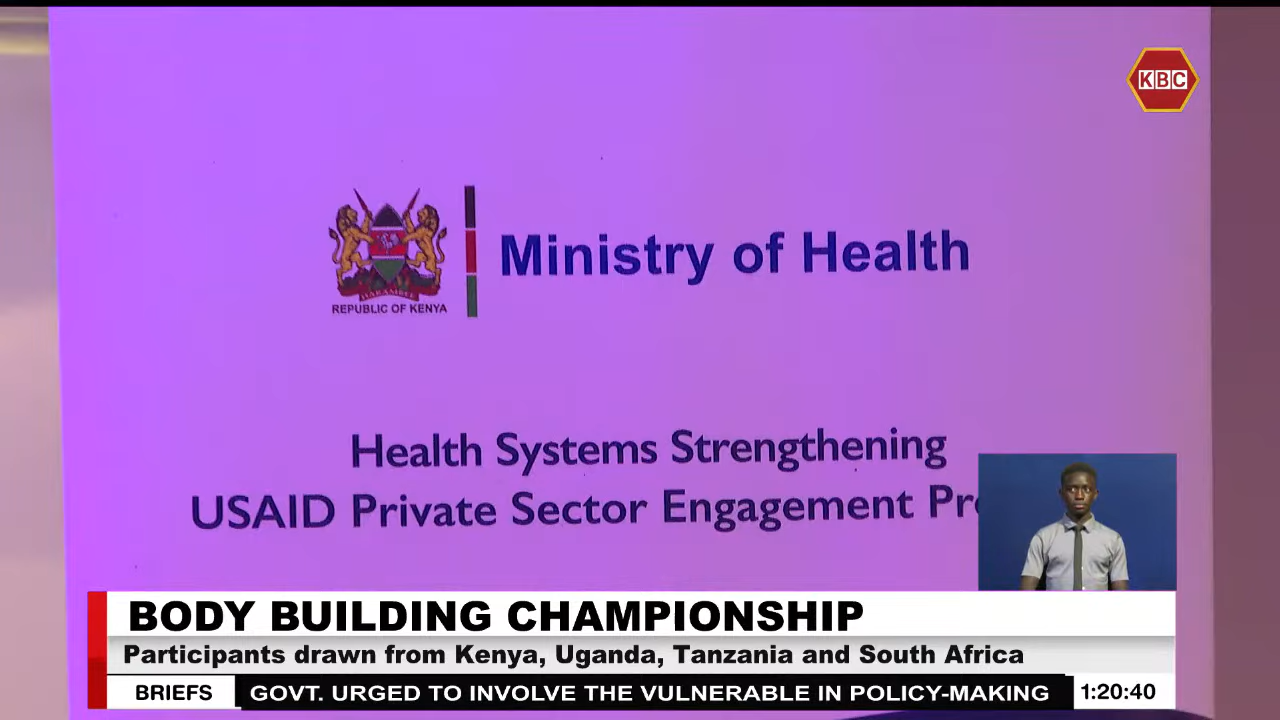 KBC
Ministry of Health
HARAMBEE
REPUBLIC OF KENYA
Health Systems Strengthening
USAID Private Sector Engagement
BODY BUILDING CHAMPIONSHIP
Participants drawn from Kenya, Uganda, Tanzania and South Africa
BRIEFS GOVT. URGED TO INVOLVE THE VULNERABLE IN POLICY-MAKING 1:20:40